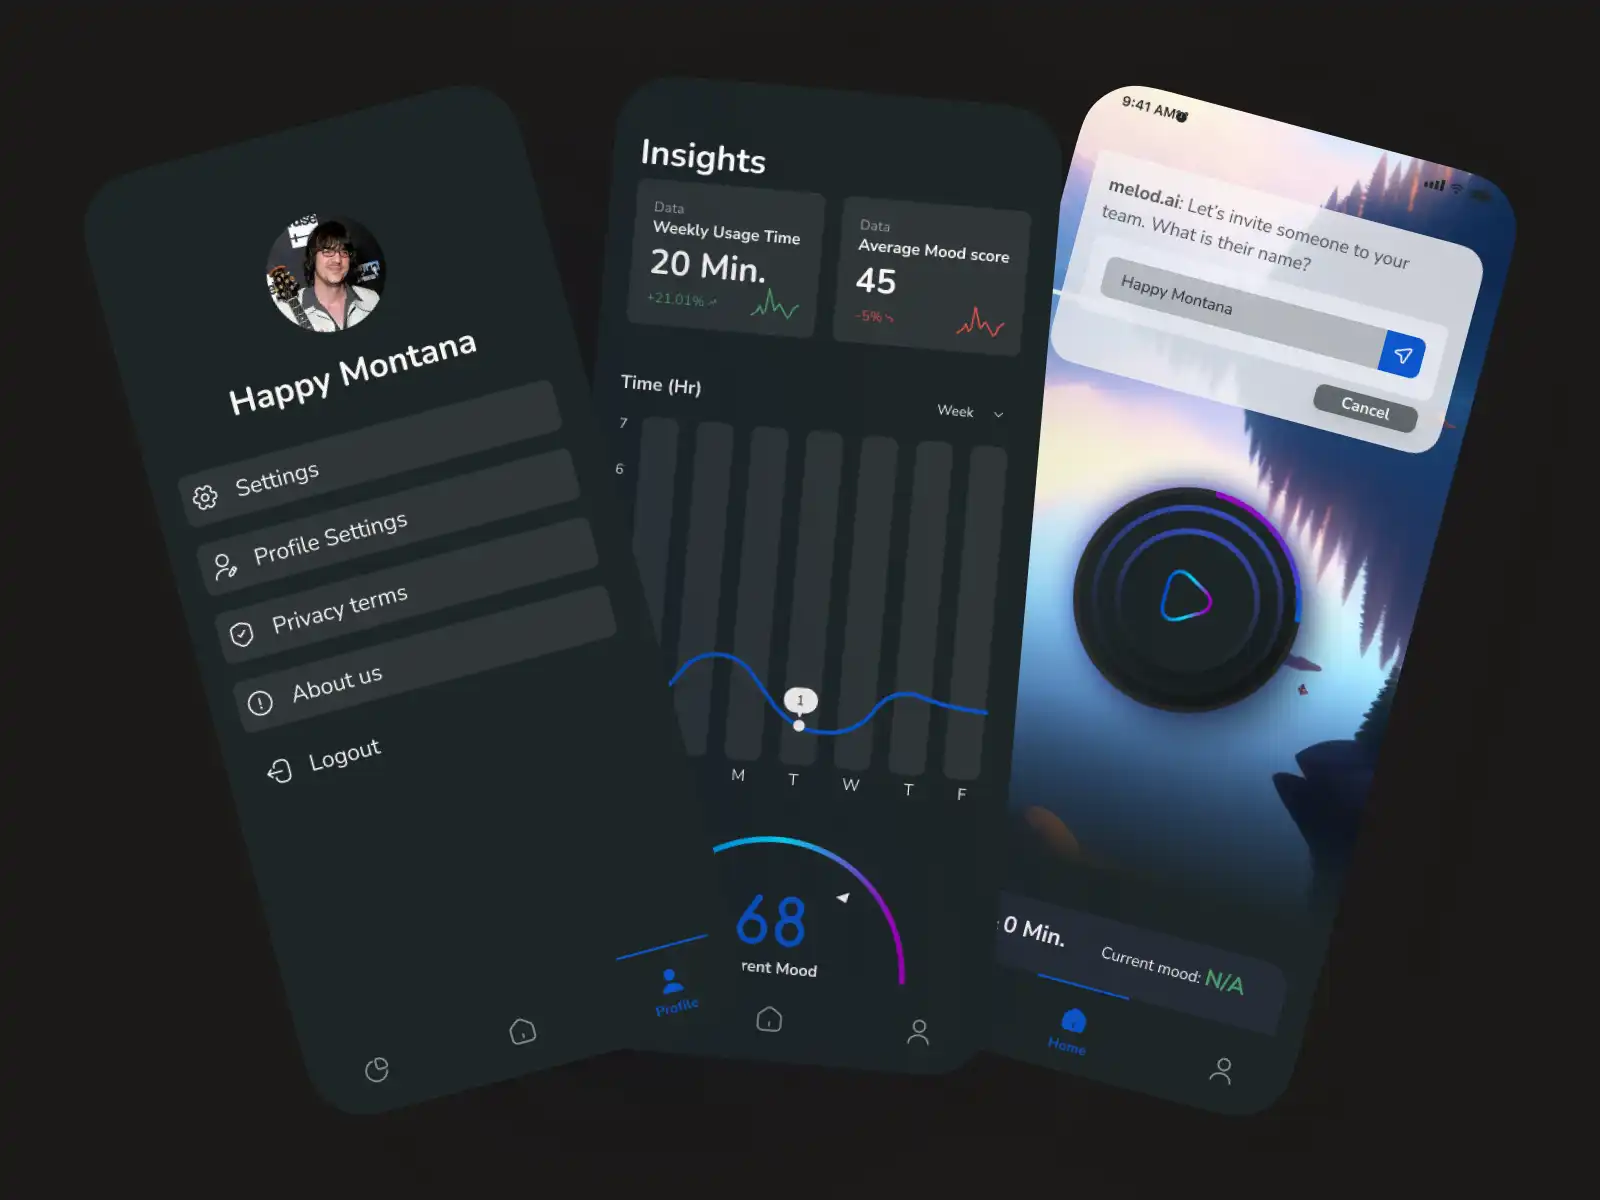 Happy Montana
Settings
Profile Settings
Privacy terms
About us
Logout
Profile
Insights
Data
Weekly Usage Time
20 Min.
+21.01%
Data
Average Mood score
45
-5%
Time (Hr)
Week
7
6
1
M
T
W
T
F
68
rent Mood
9:41 AM
melod.ai: Let's invite someone to your
team. What is their name?
Happy Montana
Cancel
: 0 Min.
Current mood: N/A
Home